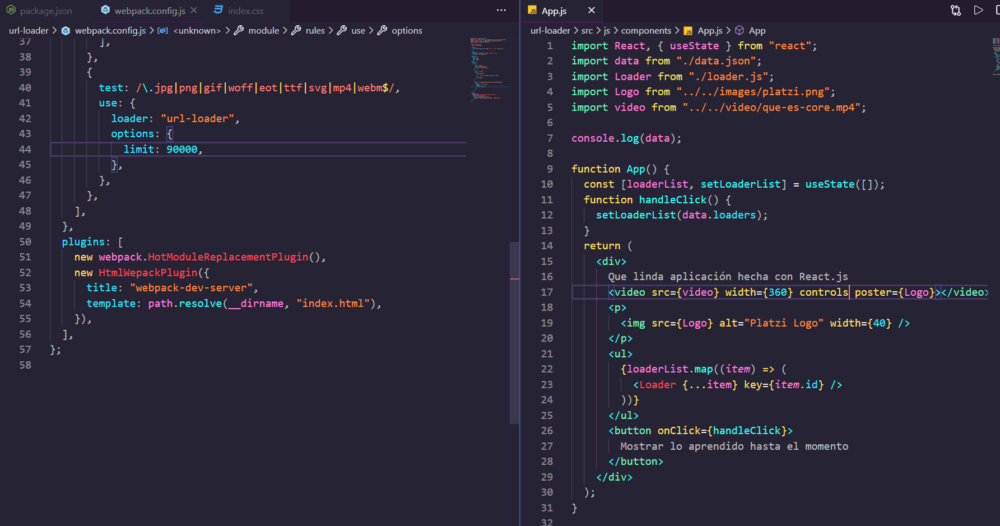 package.json
webpack.config.js
index.css
url-loader > webpack.config.js > <unknown> > module > rules > use > options
37 ],
38 },
39 {
40 test: /\.jpg|png|gif|woff|eot|ttf|svg|mp4|webm$/,
41 use: {
42 loader: "url-loader",
43 options: {
44 limit: 90000,
45 },
46 },
47 },
48 ],
49 },
50 plugins: [
51 new webpack.HotModuleReplacementPlugin(),
52 new HtmlWepackPlugin({
53 title: "webpack-dev-server",
54 template: path.resolve(__dirname, "index.html"),
55 }),
56 ],
57 };
58
App.js
url-loader > src > js > components > App.js > App
1 import React, { useState } from "react";
2 import data from "./data.json";
3 import Loader from "./loader.js";
4 import Logo from "../../images/platzi.png";
5 import video from "../../video/que-es-core.mp4";
6
7 console.log(data);
8
9 function App() {
10 const [loaderList, setLoaderList] = useState([]);
11 function handleClick() {
12 setLoaderList(data.loaders);
13 }
14 return (
15 <div>
16 Que linda aplicación hecha con React.js
17 <video src={video} width={360} controls poster={Logo}></video>
18 <p>
19 <img src={Logo} alt="Platzi Logo" width={40} />
20 </p>
21 <ul>
22 {loaderList.map((item) => (
23 <Loader {...item} key={item.id} />
24 ))}
25 </ul>
26 <button onClick={handleClick}>
27 Mostrar lo aprendido hasta el momento
28 </button>
29 </div>
30 );
31 }
32